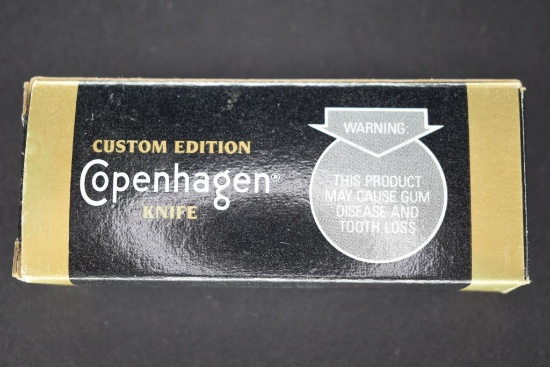 CUSTOM EDITION
Copenhagen®
KNIFE
WARNING:
THIS PRODUCT
MAY CAUSE GUM
DISEASE AND
TOOTH LOSS